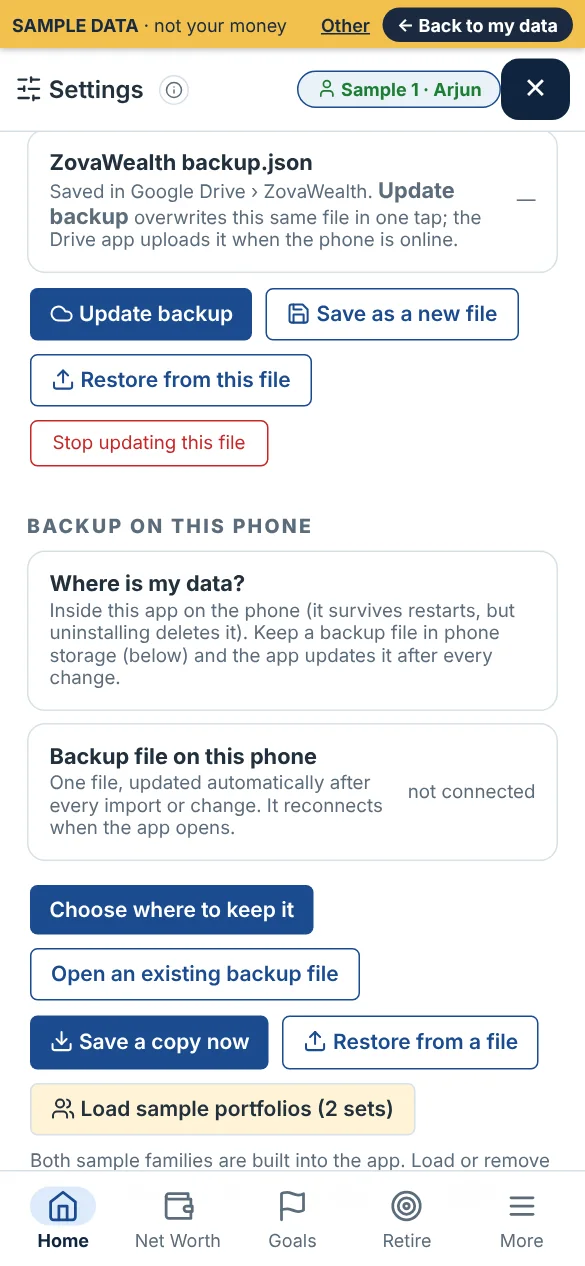 SAMPLE DATA · not your money Other ← Back to my data
Settings Sample 1 · Arjun ✕
ZovaWealth backup.json
Saved in Google Drive › ZovaWealth. Update
backup overwrites this same file in one tap; the
Drive app uploads it when the phone is online.
—
Update backup Save as a new file
Restore from this file
Stop updating this file
BACKUP ON THIS PHONE
Where is my data?
Inside this app on the phone (it survives restarts, but
uninstalling deletes it). Keep a backup file in phone
storage (below) and the app updates it after every
change.
Backup file on this phone
One file, updated automatically after
every import or change. It reconnects
when the app opens.
not connected
Choose where to keep it
Open an existing backup file
Save a copy now Restore from a file
Load sample portfolios (2 sets)
Both sample families are built into the app. Load or remove
Home Net Worth Goals Retire More